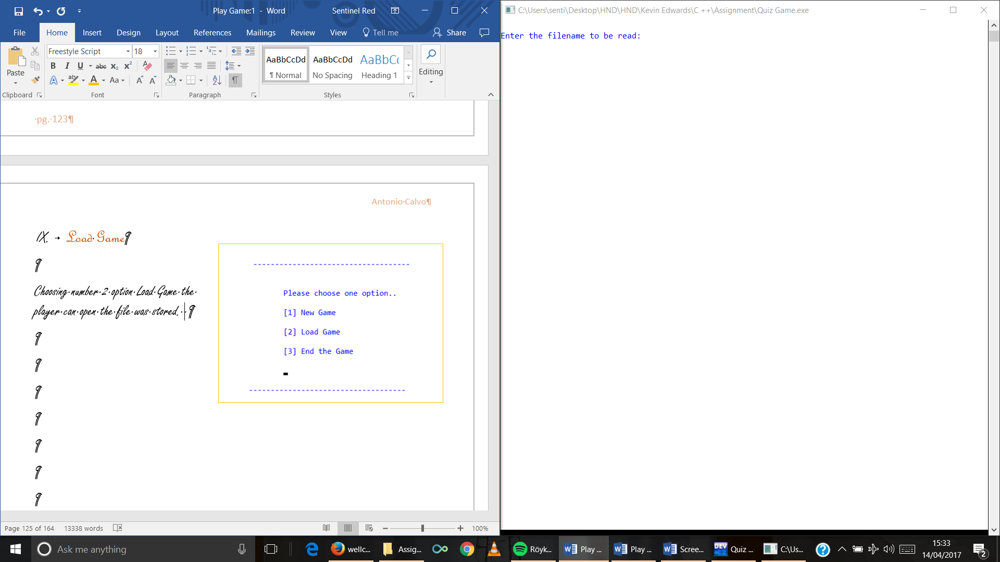 Play Game:1 - Word
Sentinel Red
File
Home
Insert
Design
Layout
References
Mailings
Review
View
Tell me
Share
Paste
Freestyle Script
18
Clipboard
Font
Paragraph
AaBbCcDd
¶ Normal
AaBbCcDd
No Spacing
AaBbCc
Heading 1
Styles
Editing
·pg.·123¶
Antonio·Calvo¶
IX. → Load·Game¶
¶
Choosing·number·2·option·Load·Game·the·
player·can·open·the·file·was·stored.··¶
¶
¶
¶
¶
¶
¶
¶
------------------------------------
Please choose one option..
[1] New Game
[2] Load Game
[3] End the Game
------------------------------------
Page 125 of 164
13338 words
100%
C:\Users\senti\Desktop\HND\HND\Kevin Edwards\C ++\Assignment\Quiz Game.exe
Enter the filename to be read:
Ask me anything
wellc...
Assig...
Röyk...
Play ...
Play ...
Scree...
DEV
Quiz ...
C:\Us...
15:33
14/04/2017
2